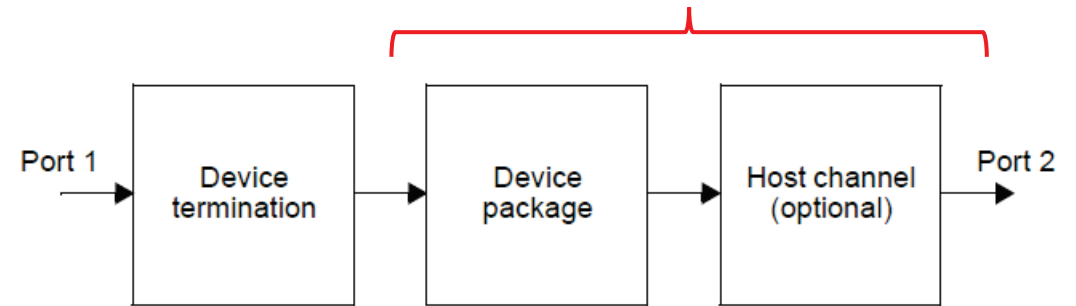 Port 1
Device
termination
Device
package
Host channel
(optional)
Port 2